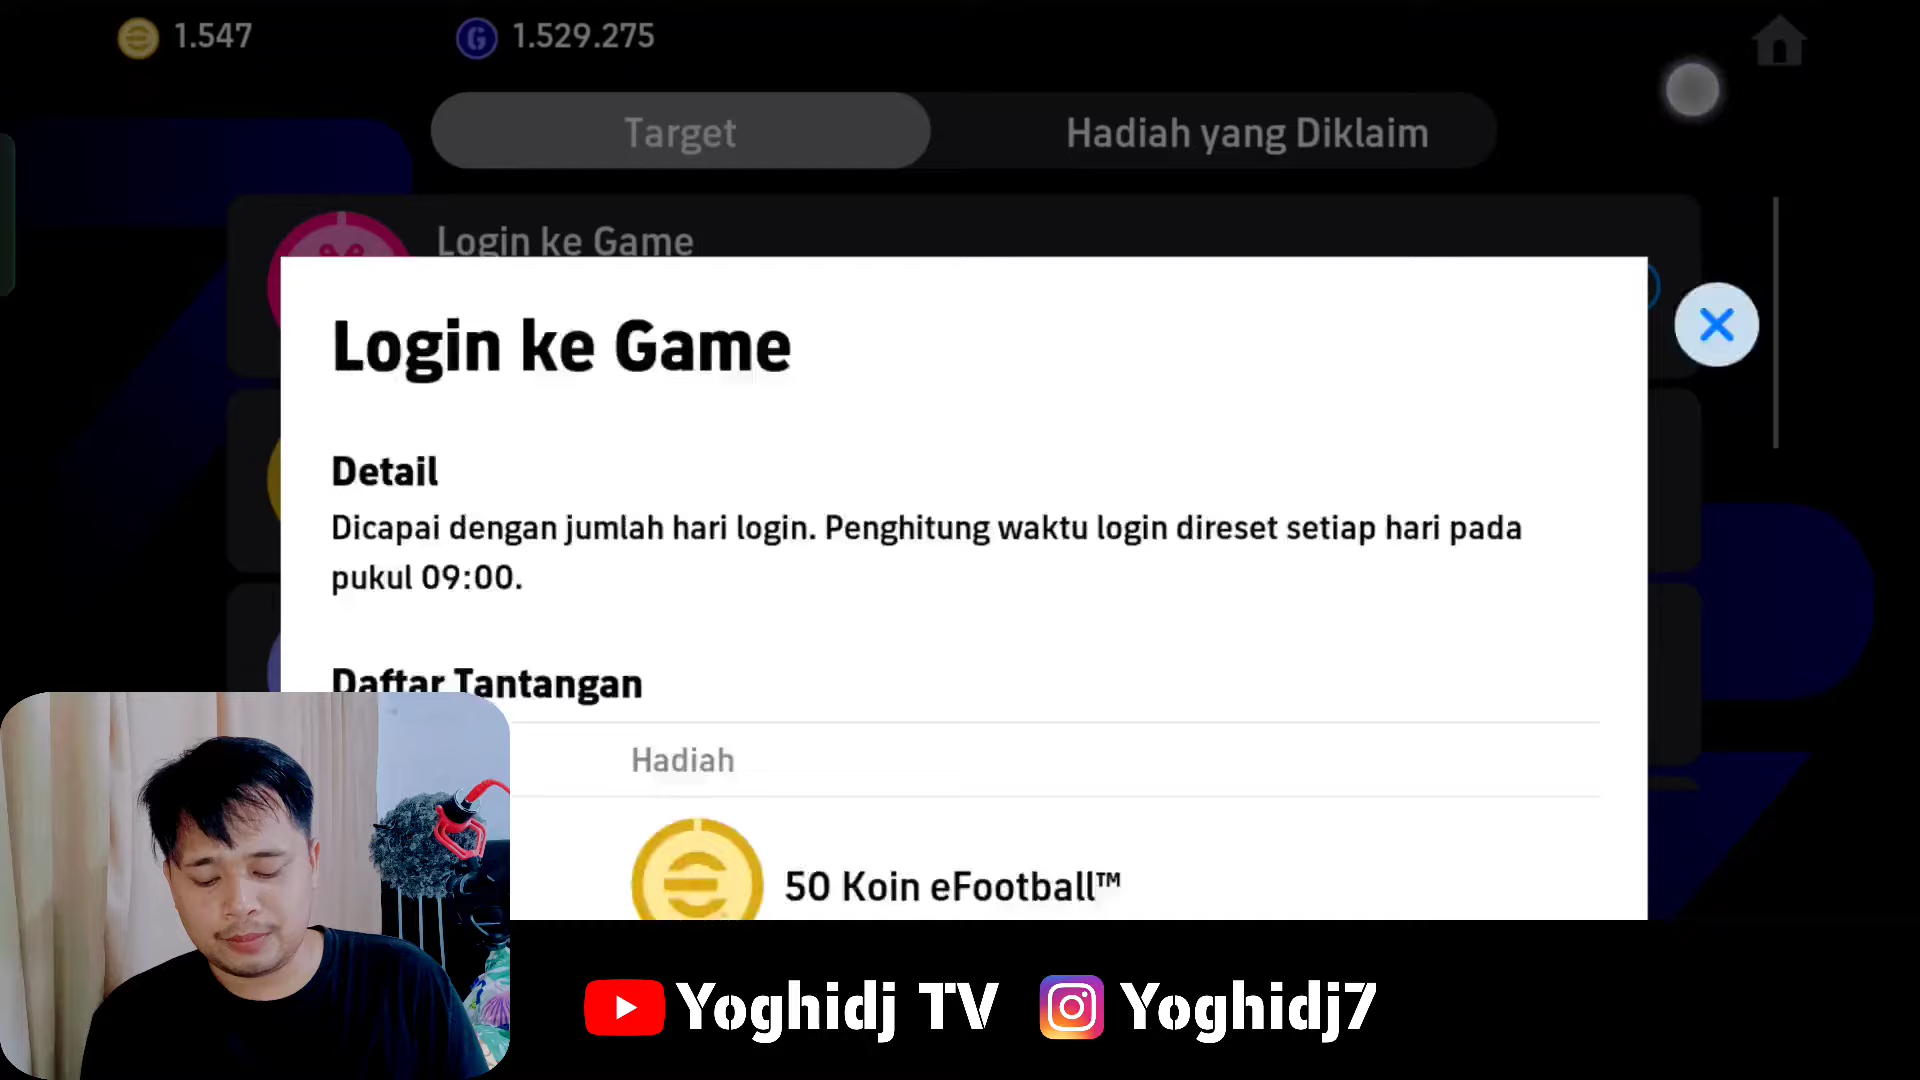 1.547
1.529.275
Target
Hadiah yang Diklaim
Login ke Game
Login ke Game
Detail
Dicapai dengan jumlah hari login. Penghitung waktu login direset setiap hari pada
pukul 09:00.
Daftar Tantangan
Hadiah
50 Koin eFootball™
Yoghidj TV
Yoghidj7